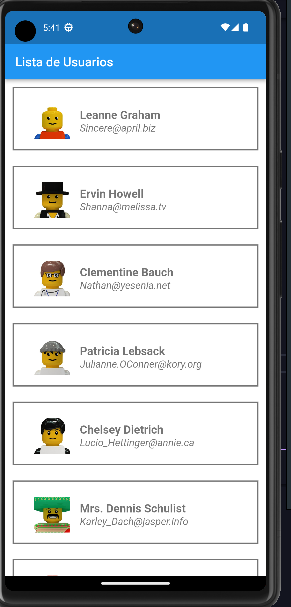 5:41
Lista de Usuarios
Leanne Graham
Sincere@april.biz
Ervin Howell
Shanna@melissa.tv
Clementine Bauch
Nathan@yesenia.net
Patricia Lebsack
Julianne.OConner@kory.org
Chelsey Dietrich
Lucio_Hettinger@annie.ca
Mrs. Dennis Schulist
Karley_Dach@jasper.info